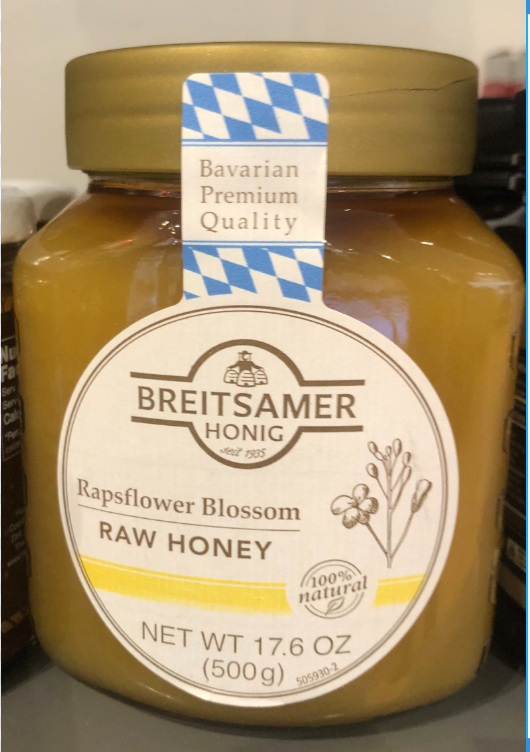 Bavarian
Premium
Quality
BREITSAMER
HONIG
seit 1935
Rapsflower Blossom
RAW HONEY
100%
natural
NET WT 17.6 OZ
(500g)
505930-2